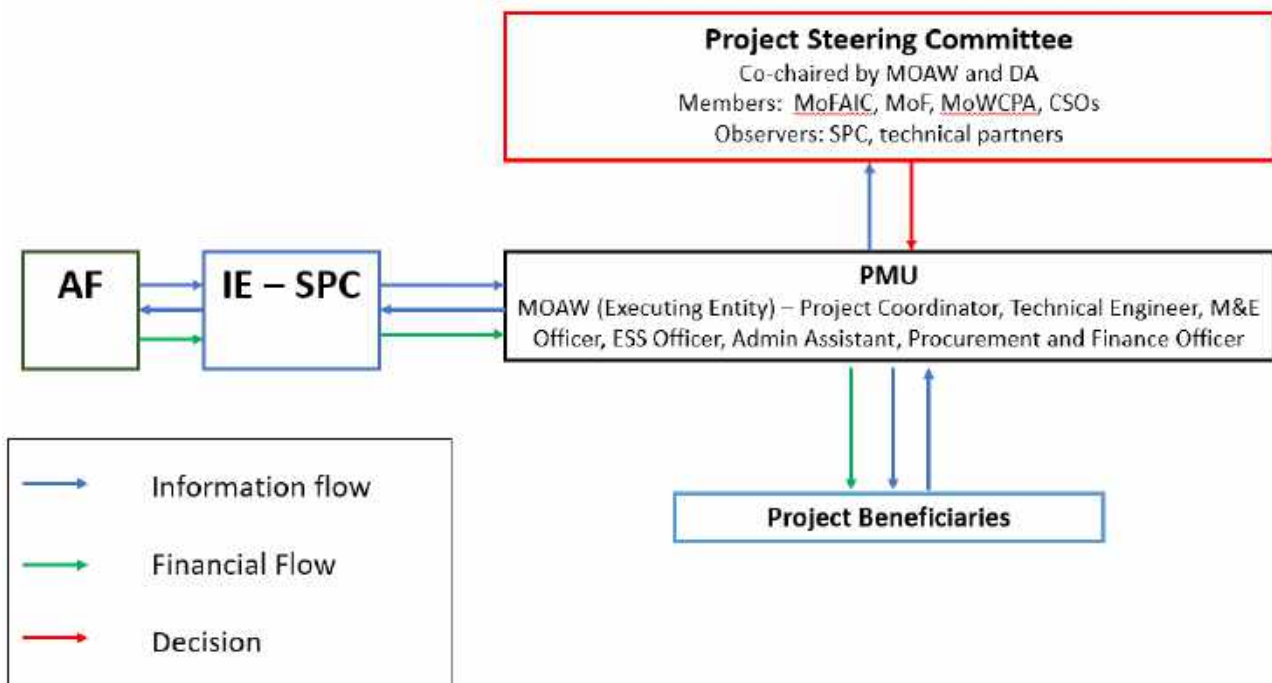 Project Steering Committee
Co-chaired by MOAW and DA
Members: MoFAIC, MoF, MoWCPA, CSOs
Observers: SPC, technical partners
AF
IE – SPC
PMU
MOAW (Executing Entity) – Project Coordinator, Technical Engineer, M&E
Officer, ESS Officer, Admin Assistant, Procurement and Finance Officer
Information flow
Financial Flow
Decision
Project Beneficiaries